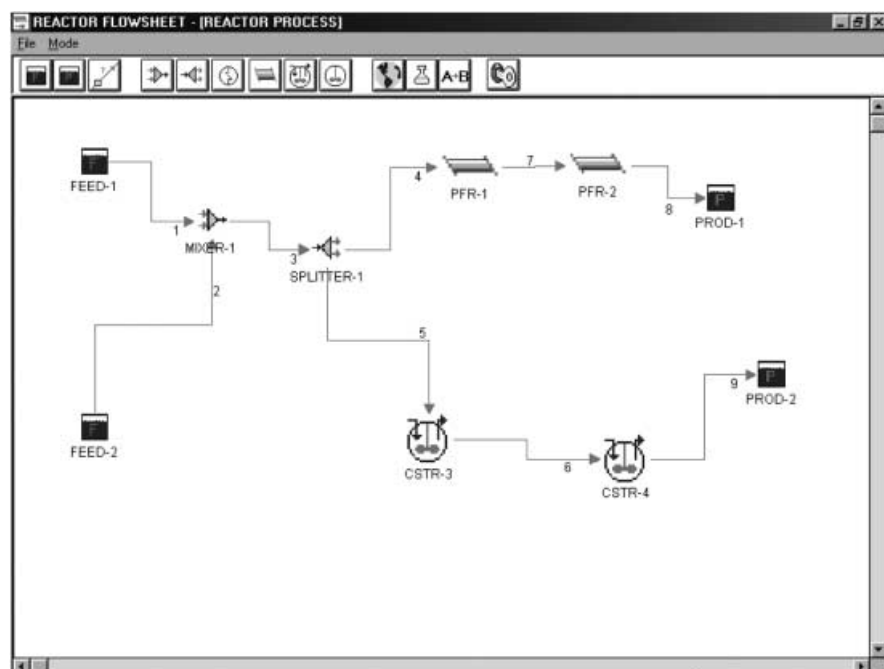 REACTOR FLOWSHEET - [REACTOR PROCESS]
File Mode
A+B
FEED-1
1
MIXER-1
2
FEED-2
3
SPLITTER-1
4
PFR-1
7
PFR-2
8
P
PROD-1
5
CSTR-3
6
CSTR-4
9
P
PROD-2